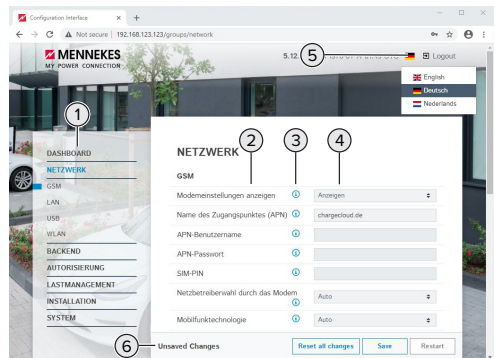 Configuration interface
Not secure | 192.168.123.123/groups/network
MENNEKES
MY POWER CONNECTION
5.12.
5
Logout
English
Deutsch
Nederlands
1
2
3
4
DASHBOARD
NETZWERK
GSM
LAN
USB
WLAN
BACKEND
AUTORISIERUNG
LASTMANAGEMENT
INSTALLATION
SYSTEM
NETZWERK
GSM
Modemeinstellungen anzeigen
Anzeigen
Name des Zugangspunktes (APN)
chargecloud.de
APN-Benutzername
APN-Passwort
SIM-PIN
Netzbetreiberwahl durch das Modem
Auto
Mobilfunktechnologie
Auto
6
Unsaved Changes
Reset all changes
Save
Restart